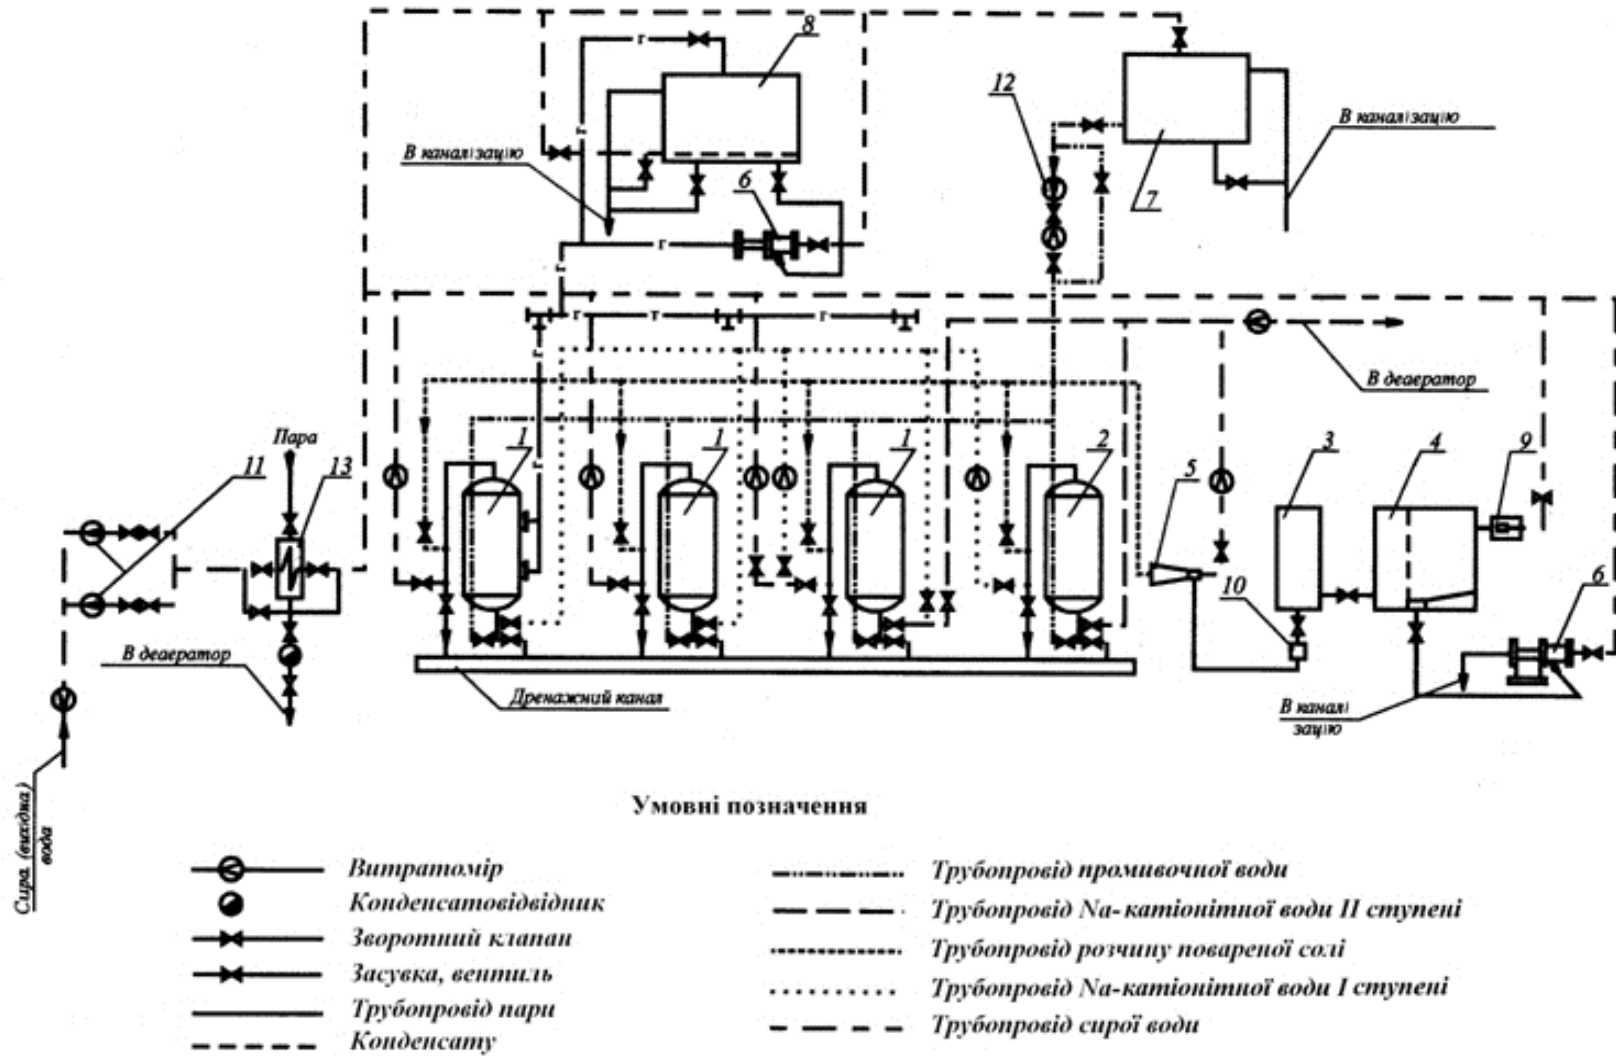 8
12
В каналізацію
В каналізацію
6
7
г
г
г
г
г
г
г
г
г
В деаератор
Пара
11
13
1
1
1
2
5
3
4
9
10
6
В деаератор
Дренажний канал
В каналі
зацію
Сира (вихідна)
вода
Умовні позначення
Витратомір
Конденсатовідвідник
Зворотний клапан
Засувка, вентиль
Трубопровід пари
Конденсату
Трубопровід промивочної води
Трубопровід Na-катіонітної води II ступені
Трубопровід розчину повареної солі
Трубопровід Na-катіонітної води I ступені
Трубопровід сирої води